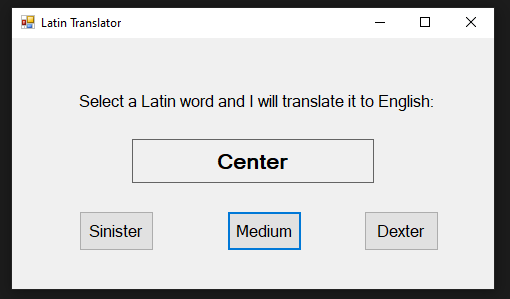 Latin Translator
Select a Latin word and I will translate it to English:
Center
Sinister Medium Dexter